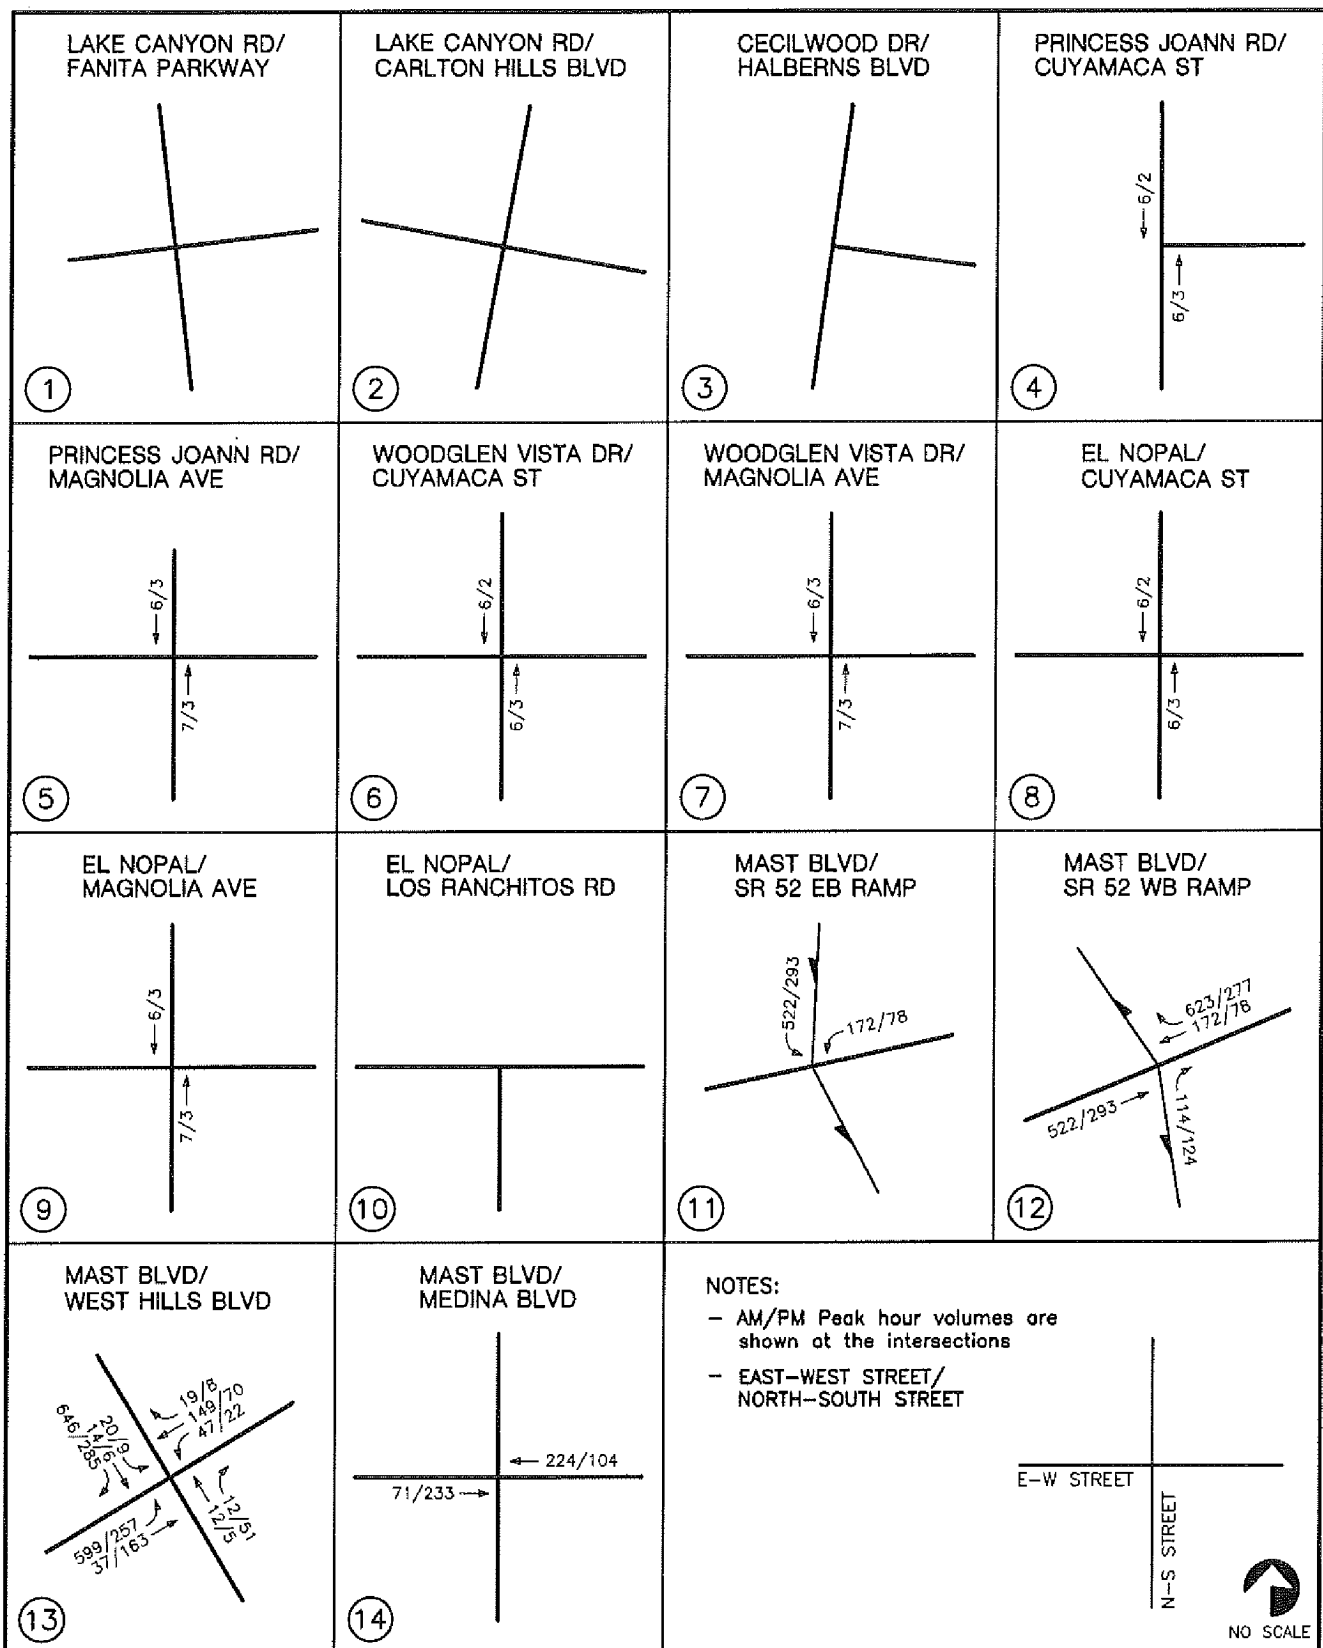 LAKE CANYON RD/
FANITA PARKWAY
1
LAKE CANYON RD/
CARLTON HILLS BLVD
2
CECILWOOD DR/
HALBERNS BLVD
3
PRINCESS JOANN RD/
CUYAMACA ST
6/2
6/3
4
PRINCESS JOANN RD/
MAGNOLIA AVE
6/3
7/3
5
WOODGLEN VISTA DR/
CUYAMACA ST
6/2
6/3
6
WOODGLEN VISTA DR/
MAGNOLIA AVE
6/3
7/3
7
EL NOPAL/
CUYAMACA ST
6/2
6/3
8
EL NOPAL/
MAGNOLIA AVE
6/3
7/3
9
EL NOPAL/
LOS RANCHITOS RD
10
MAST BLVD/
SR 52 EB RAMP
522/293
172/78
11
MAST BLVD/
SR 52 WB RAMP
623/277
172/78
522/293
114/124
12
MAST BLVD/
WEST HILLS BLVD
19/8
149/70
47/22
20/9
14/6
646/285
599/257
37/163
12/51
12/5
13
MAST BLVD/
MEDINA BLVD
224/104
71/233
14
NOTES:
- AM/PM Peak hour volumes are
shown at the intersections
- EAST-WEST STREET/
NORTH-SOUTH STREET
E-W STREET
N-S STREET
NO SCALE